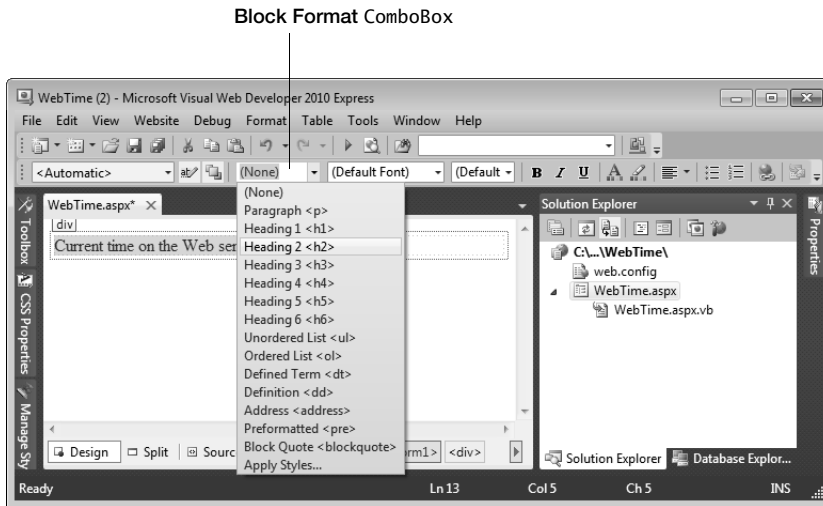 Block Format ComboBox
WebTime (2) - Microsoft Visual Web Developer 2010 Express
File Edit View Website Debug Format Table Tools Window Help
<Automatic> (None) (Default Font) (Default B I U A
WebTime.aspx*
div
Current time on the Web ser
(None)
Paragraph <p>
Heading 1 <h1>
Heading 2 <h2>
Heading 3 <h3>
Heading 4 <h4>
Heading 5 <h5>
Heading 6 <h6>
Unordered List <ul>
Ordered List <ol>
Defined Term <dt>
Definition <dd>
Address <address>
Preformatted <pre>
Block Quote <blockquote>
Apply Styles...
Design Split Sourc rm1> <div>
Toolbox
CSS Properties
Manage Sty
Solution Explorer
C:\...\WebTime\
web.config
WebTime.aspx
WebTime.aspx.vb
Solution Explorer Database Explor...
Properties
Ready Ln 13 Col 5 Ch 5 INS